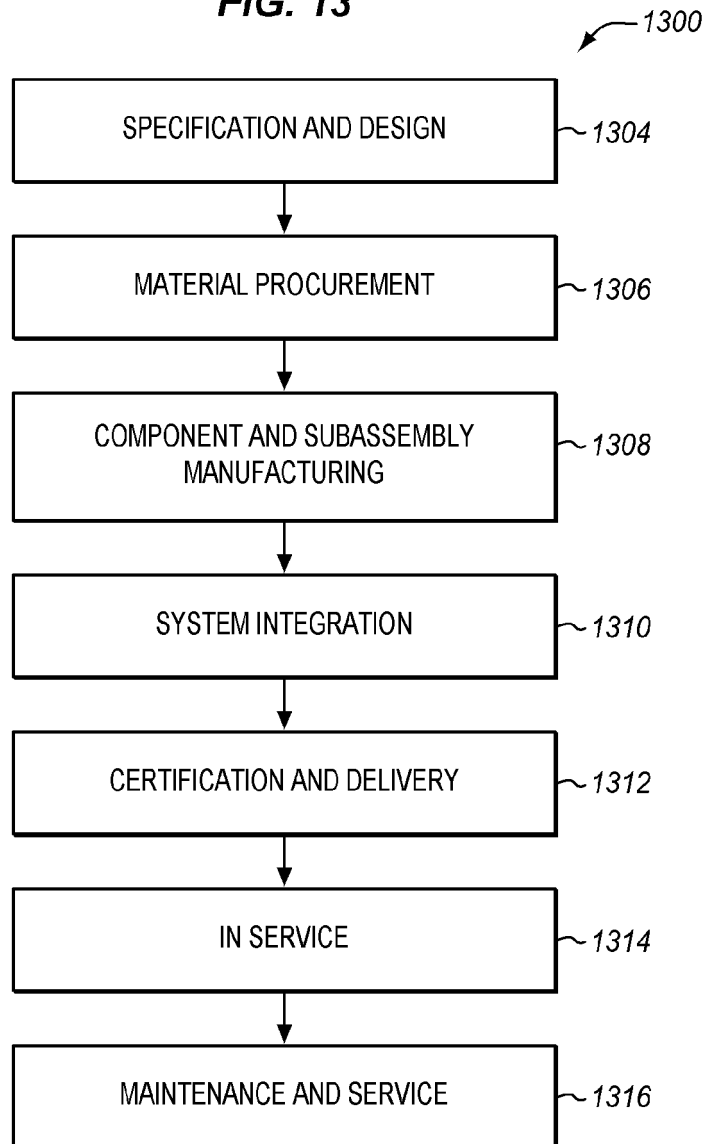 FIG. 13
1300
SPECIFICATION AND DESIGN
1304
MATERIAL PROCUREMENT
1306
COMPONENT AND SUBASSEMBLY
MANUFACTURING
1308
SYSTEM INTEGRATION
1310
CERTIFICATION AND DELIVERY
1312
IN SERVICE
1314
MAINTENANCE AND SERVICE
1316